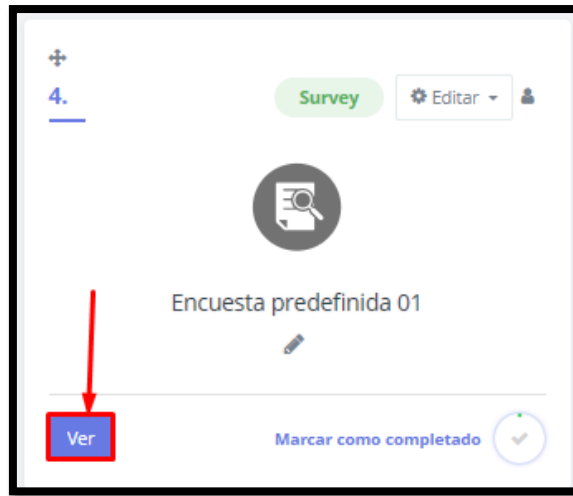 4.
Survey
Editar
Encuesta predefinida 01
Ver
Marcar como completado